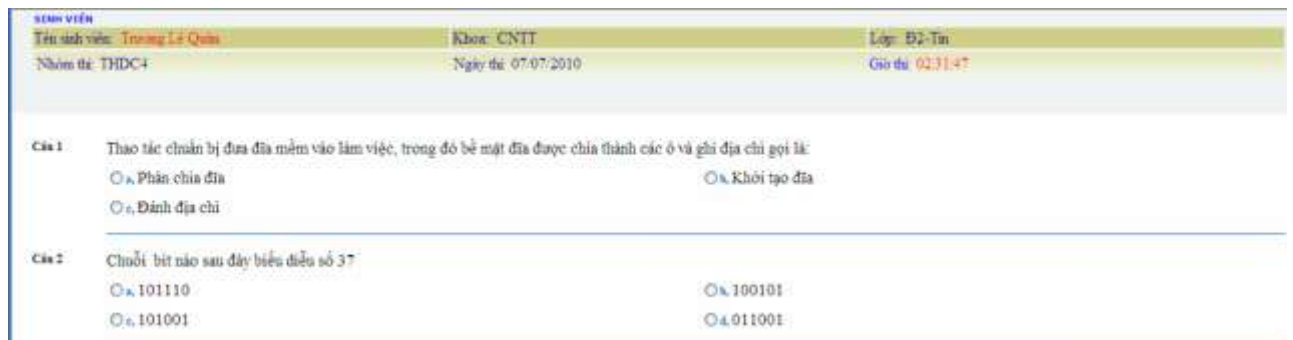 SINH VIÊN
Tên sinh viên: Trương Lê Quân Khoa: CNTT Lớp: Đ2-Tin
Nhóm thi: THDC4 Ngày thi: 07/07/2010 Giờ thi: 02:31:47
Câu 1 Thao tác chuẩn bị đưa đĩa mềm vào làm việc, trong đó bề mặt đĩa được chia thành các ô và ghi địa chỉ gọi là:
a. Phân chia đĩa b. Khởi tạo đĩa
c. Đánh địa chỉ
Câu 2 Chuỗi bit nào sau đây biểu diễu số 37
a. 101110 b. 100101
c. 101001 d. 011001